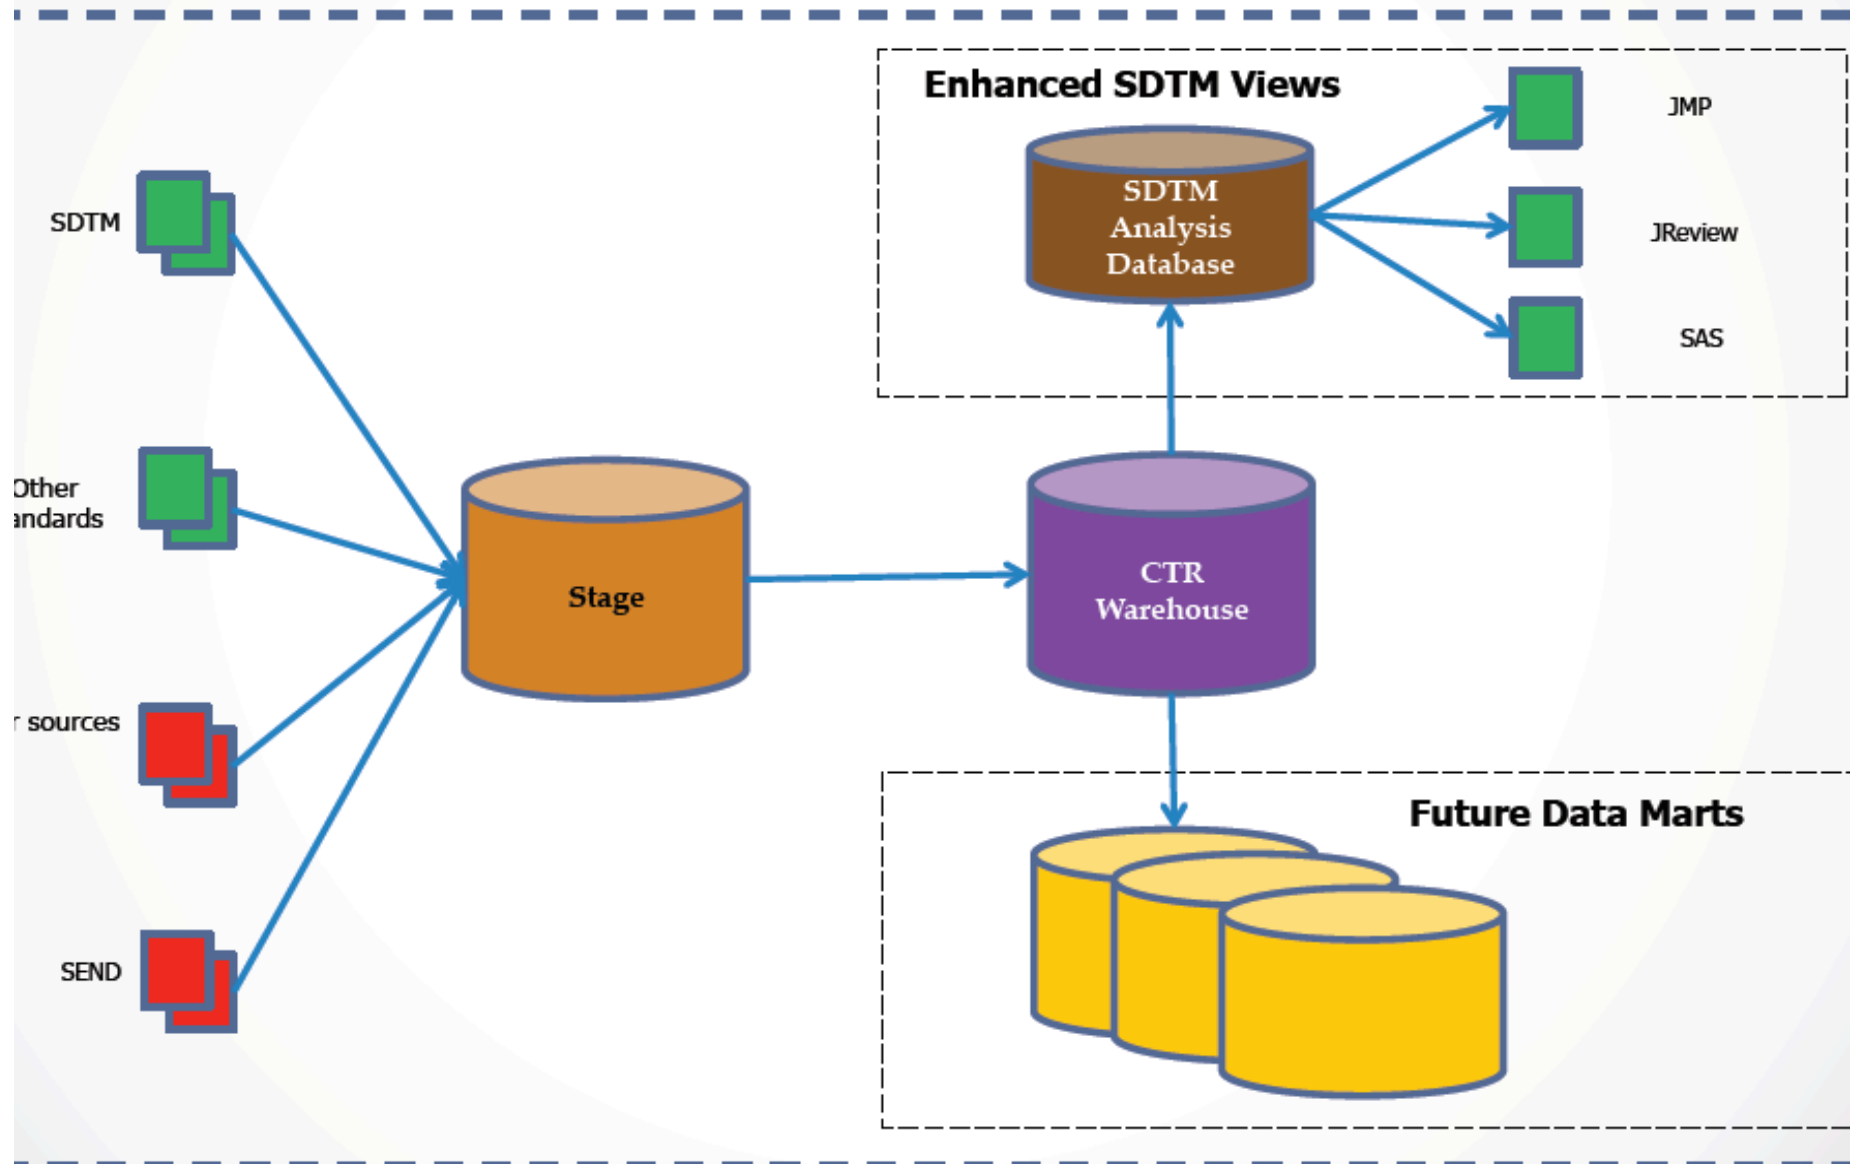 Enhanced SDTM Views
JMP
SDTM
Analysis
Database
SDTM
JReview
SAS
Other
andards
Stage
CTR
Warehouse
r sources
Future Data Marts
SEND